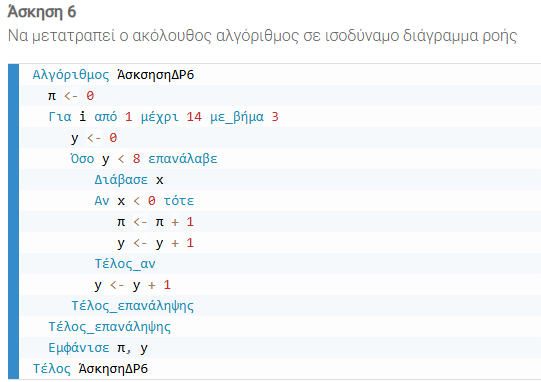 Άσκηση 6
Να μετατραπεί ο ακόλουθος αλγόριθμος σε ισοδύναμο διάγραμμα ροής
Αλγόριθμος ΆσκσησηΔΡ6
π <- 0
Για i από 1 μέχρι 14 με_βήμα 3
y <- 0
Όσο y < 8 επανάλαβε
Διάβασε x
Αν x < 0 τότε
π <- π + 1
y <- y + 1
Τέλος_αν
y <- y + 1
Τέλος_επανάληψης
Τέλος_επανάληψης
Εμφάνισε π, y
Τέλος ΆσκησηΔΡ6